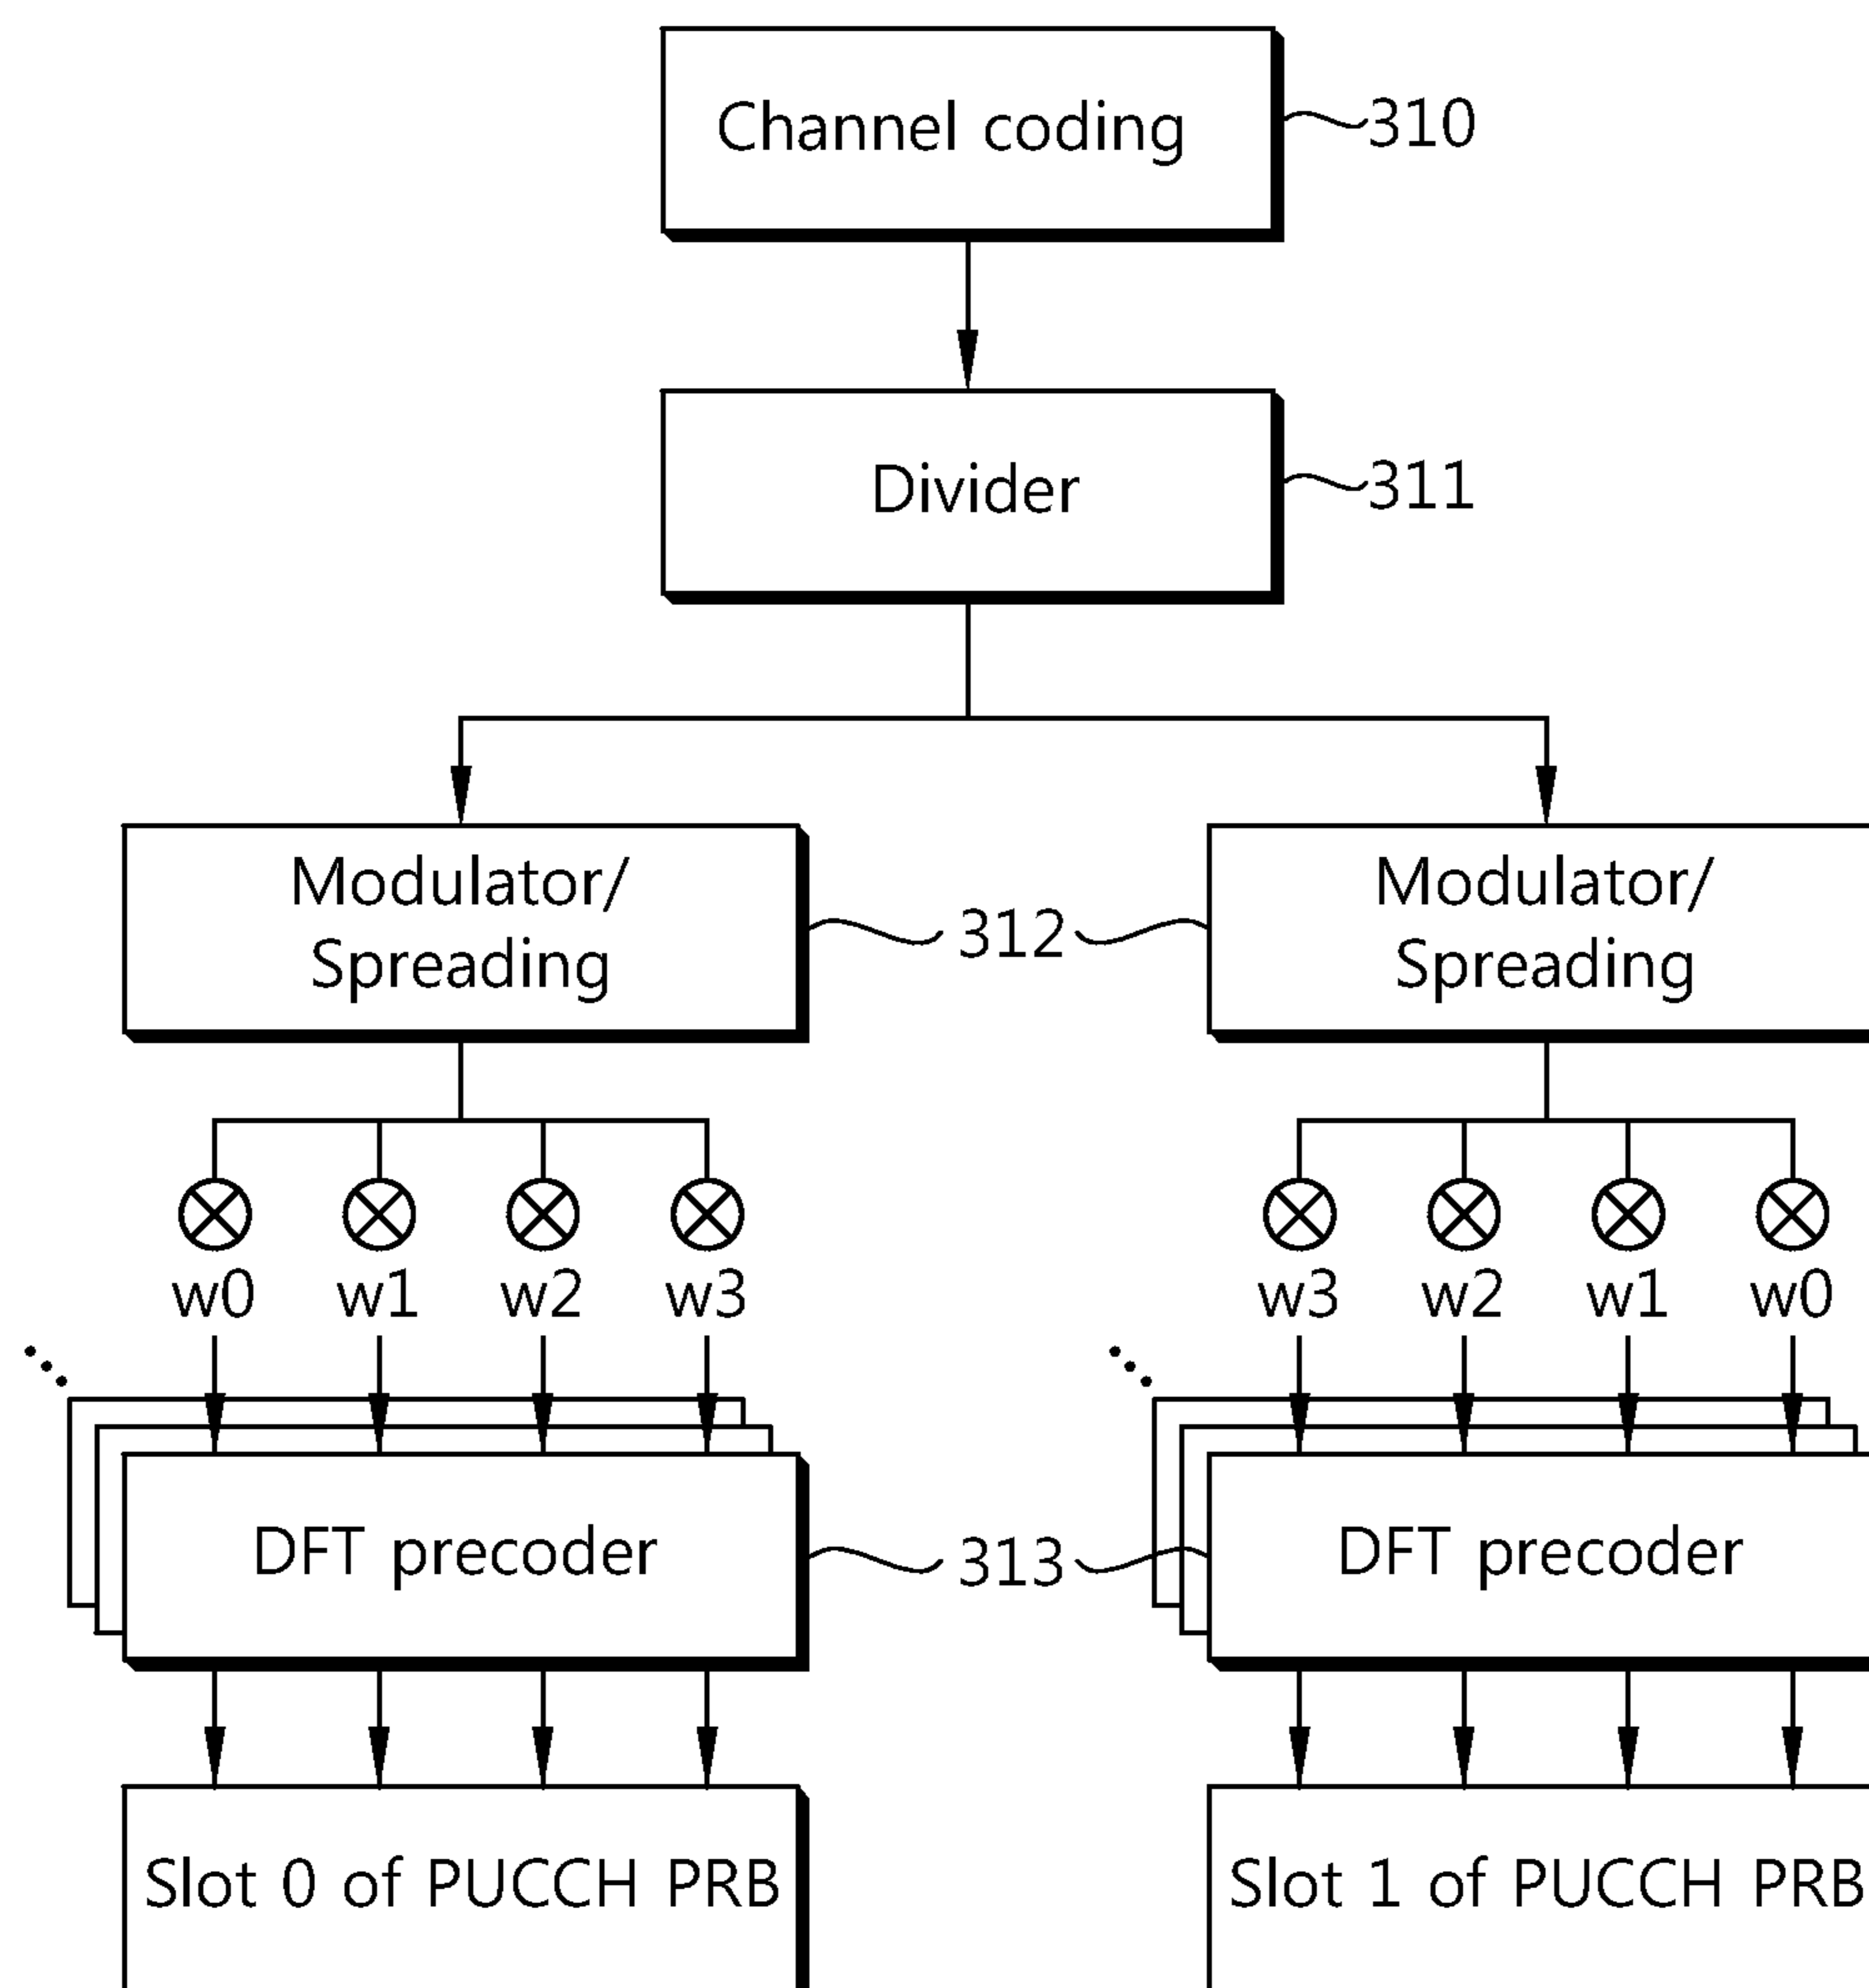 Channel coding
310
Divider
311
Modulator/
Spreading
312
Modulator/
Spreading
w0 w1 w2 w3
w3 w2 w1 w0
DFT precoder
313
DFT precoder
Slot 0 of PUCCH PRB
Slot 1 of PUCCH PRB